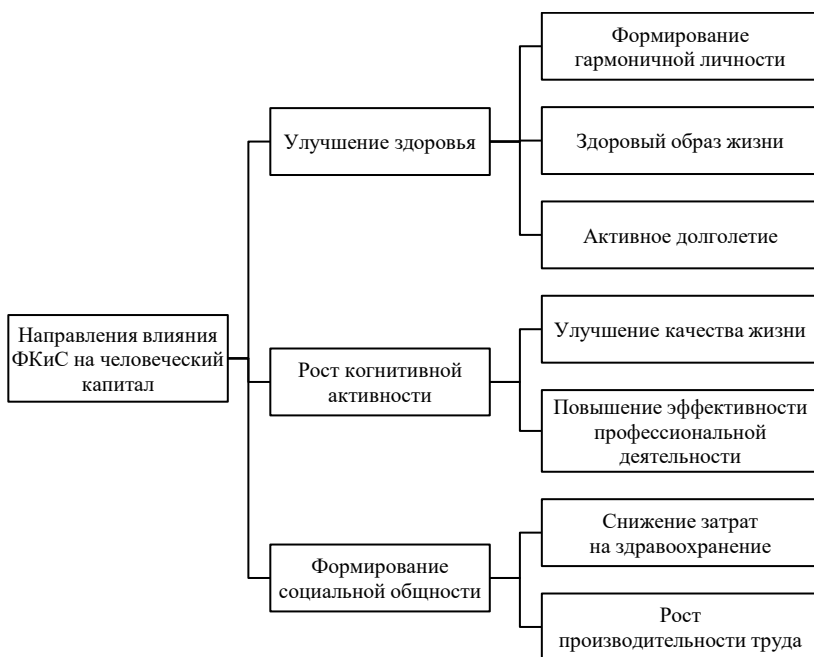 Направления влияния
ФКиС на человеческий
капитал
Улучшение здоровья
Формирование
гармоничной личности
Здоровый образ жизни
Активное долголетие
Рост когнитивной
активности
Улучшение качества жизни
Повышение эффективности
профессиональной
деятельности
Формирование
социальной общности
Снижение затрат
на здравоохранение
Рост
производительности труда